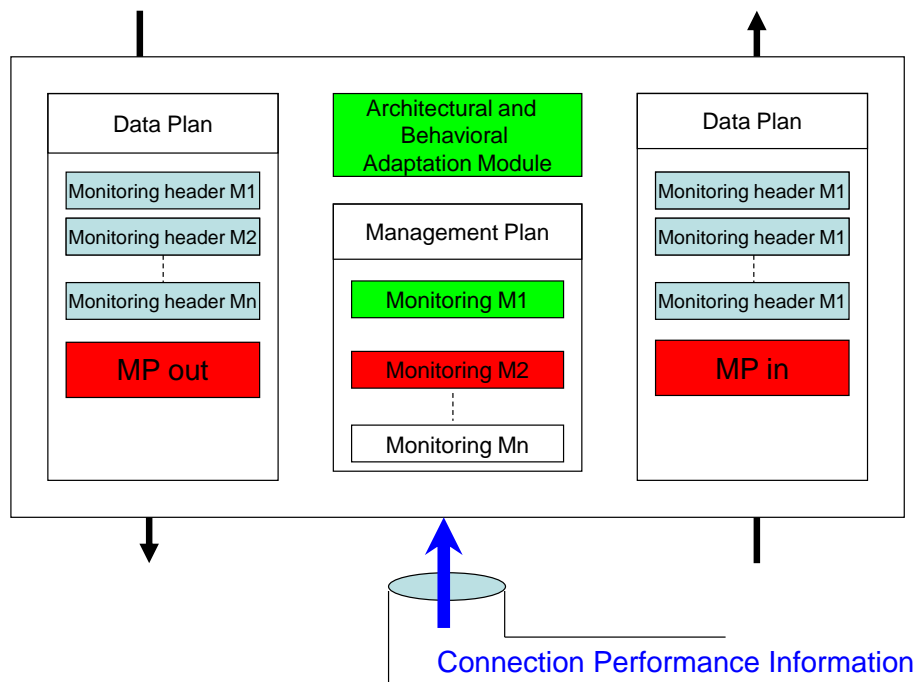 Data Plan
Monitoring header M1
Monitoring header M2
Monitoring header Mn
MP out
Architectural and
Behavioral
Adaptation Module
Management Plan
Monitoring M1
Monitoring M2
Monitoring Mn
Data Plan
Monitoring header M1
Monitoring header M1
Monitoring header M1
MP in
Connection Performance Information